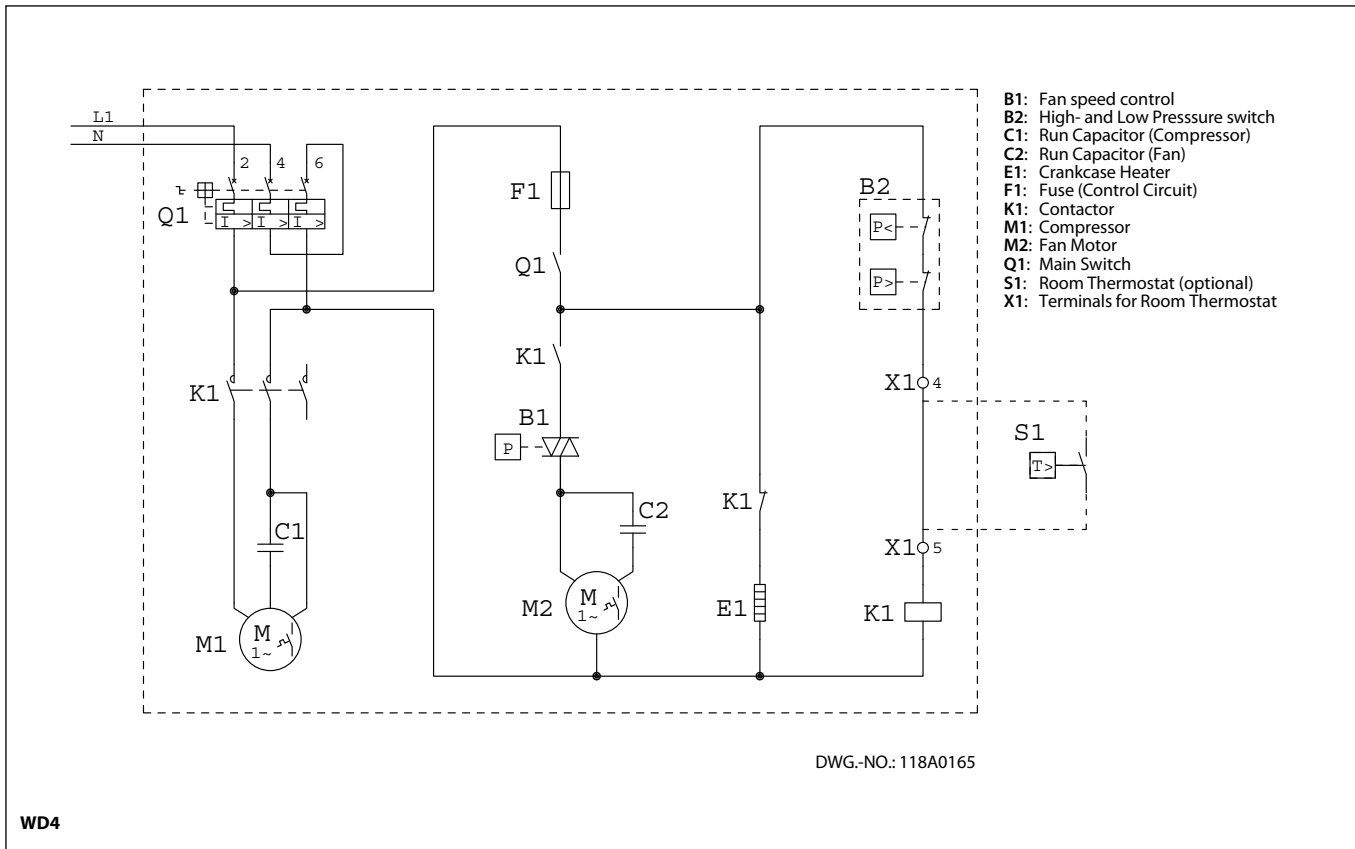 L1
N
2 4 6
Q1
I > I > I >
K1
C1
M1
M
1~
F1
Q1
K1
B1
P
C2
M2
M
1~
K1
E1
B2
P<
P>
X1 4
S1
T>
X1 5
K1
B1: Fan speed control
B2: High- and Low Presssure switch
C1: Run Capacitor (Compressor)
C2: Run Capacitor (Fan)
E1: Crankcase Heater
F1: Fuse (Control Circuit)
K1: Contactor
M1: Compressor
M2: Fan Motor
Q1: Main Switch
S1: Room Thermostat (optional)
X1: Terminals for Room Thermostat
DWG.-NO.: 118A0165
WD4